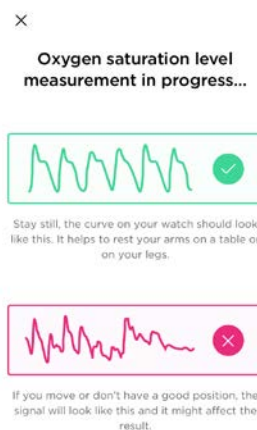 Oxygen saturation level
measurement in progress...
Stay still, the curve on your watch should look
like this. It helps to rest your arms on a table or
on your legs.
If you move or don't have a good position, the
signal will look like this and it might affect the
result.